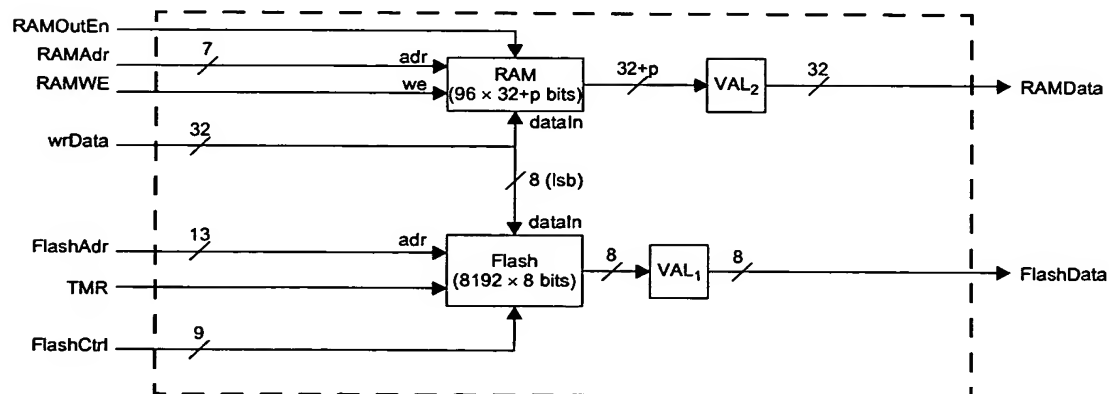 RAMOutEn
RAMAdr 7 adr
RAMWE we
RAM
(96 × 32+p bits)
32+p
VAL2
32
RAMData
dataIn
wrData 32
8 (lsb)
dataIn
FlashAdr 13 adr
Flash
(8192 × 8 bits)
8
VAL1
8
FlashData
TMR
FlashCtrl 9